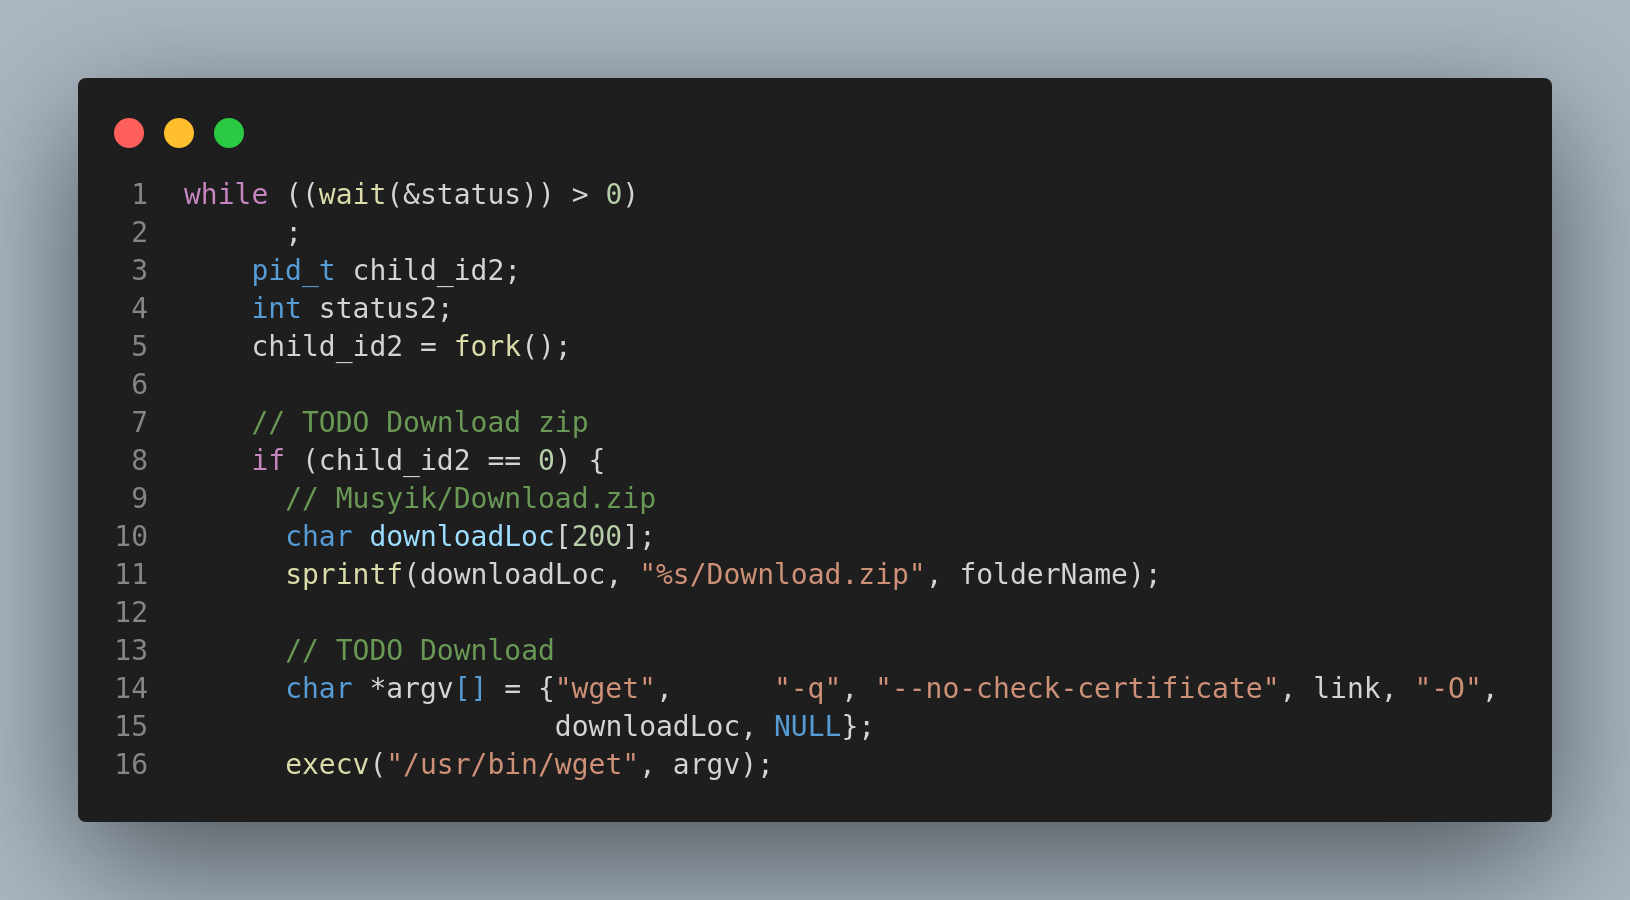 1 while ((wait(&status)) > 0)
2       ;
3     pid_t child_id2;
4     int status2;
5     child_id2 = fork();
6
7     // TODO Download zip
8     if (child_id2 == 0) {
9       // Musyik/Download.zip
10       char downloadLoc[200];
11       sprintf(downloadLoc, "%s/Download.zip", folderName);
12
13       // TODO Download
14       char *argv[] = {"wget",      "-q", "--no-check-certificate", link, "-O",
15                       downloadLoc, NULL};
16       execv("/usr/bin/wget", argv);